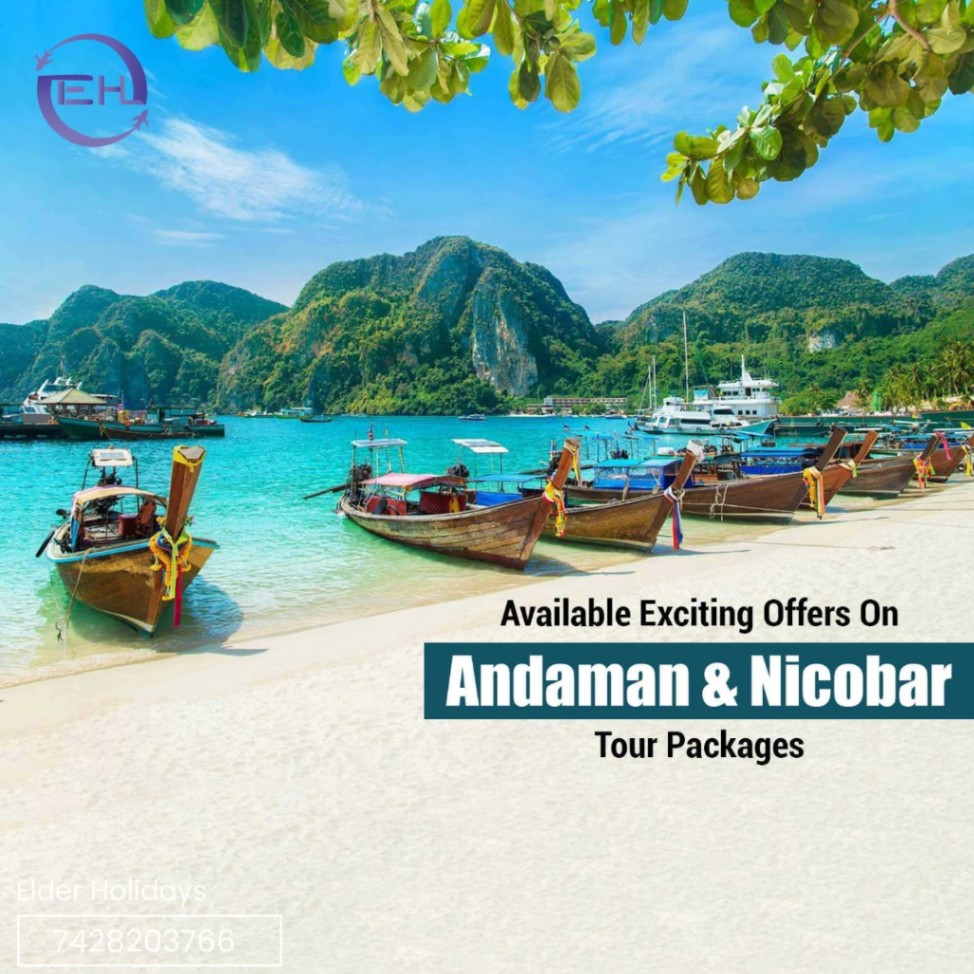 EH
Available Exciting Offers On
Andaman & Nicobar
Tour Packages
Elder Holidays
7428203766